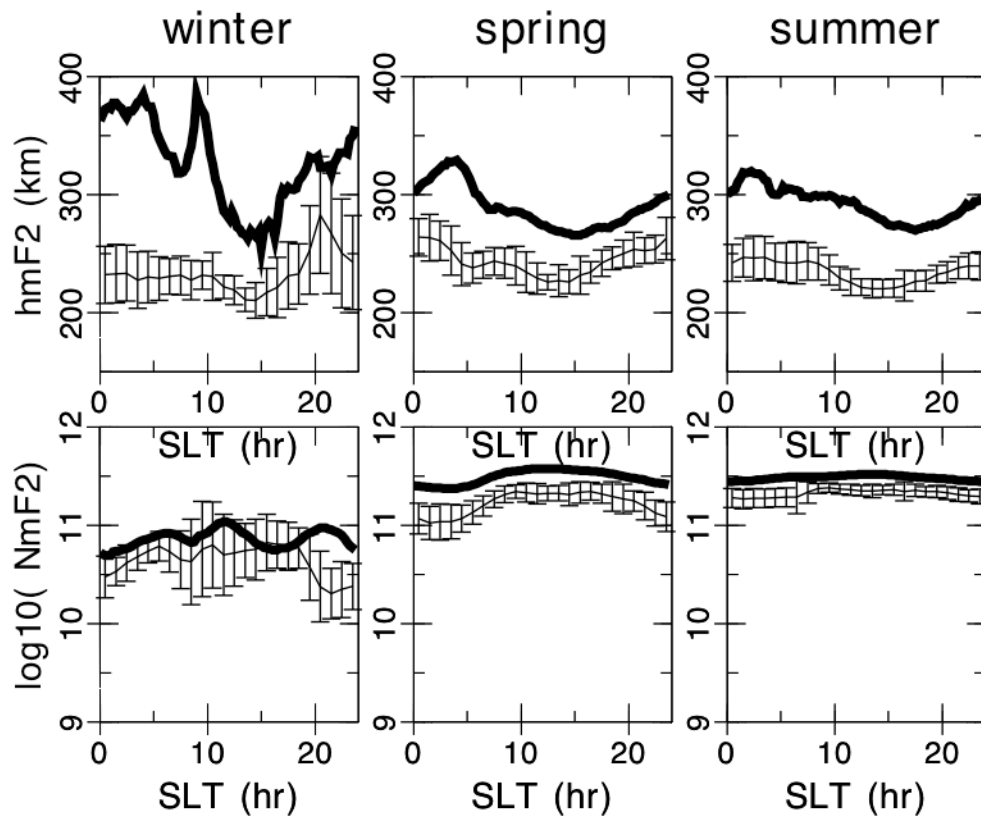 winter spring summer
hmF2 (km)
400 400 400
300 300 300
200 200 200
0 10 20 0 10 20 0 10 20
SLT (hr) SLT (hr) SLT (hr)
log10( NmF2)
12 12 12
11 11 11
10 10 10
9 9 9
0 10 20 0 10 20 0 10 20
SLT (hr) SLT (hr) SLT (hr)